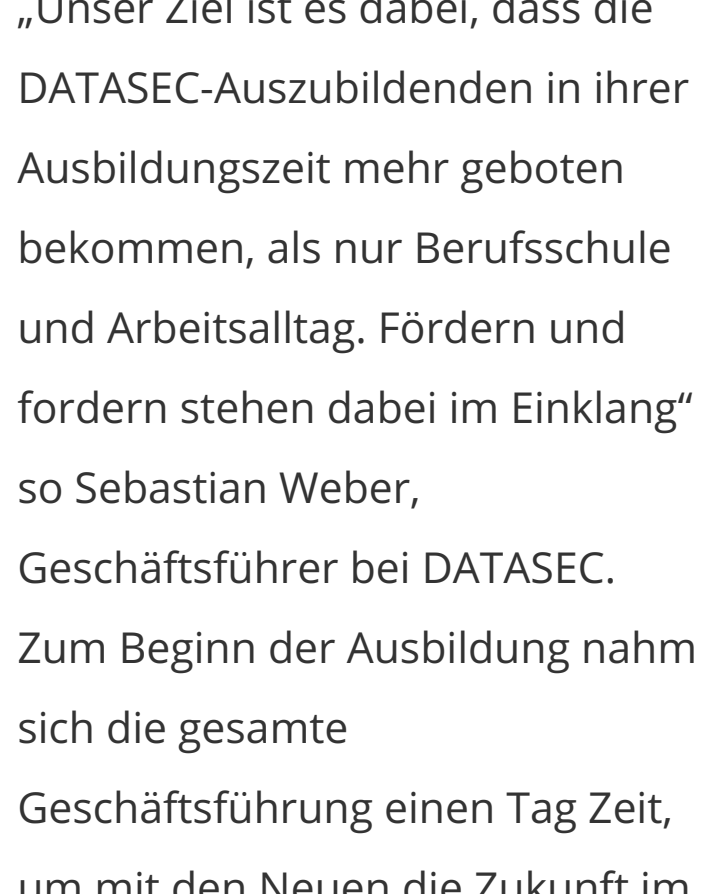 „Unser Ziel ist es dabei, dass die
DATASEC-Auszubildenden in ihrer
Ausbildungszeit mehr geboten
bekommen, als nur Berufsschule
und Arbeitsalltag. Fördern und
fordern stehen dabei im Einklang“
so Sebastian Weber,
Geschäftsführer bei DATASEC.
Zum Beginn der Ausbildung nahm
sich die gesamte
Geschäftsführung einen Tag Zeit,
um mit den Neuen die Zukunft im